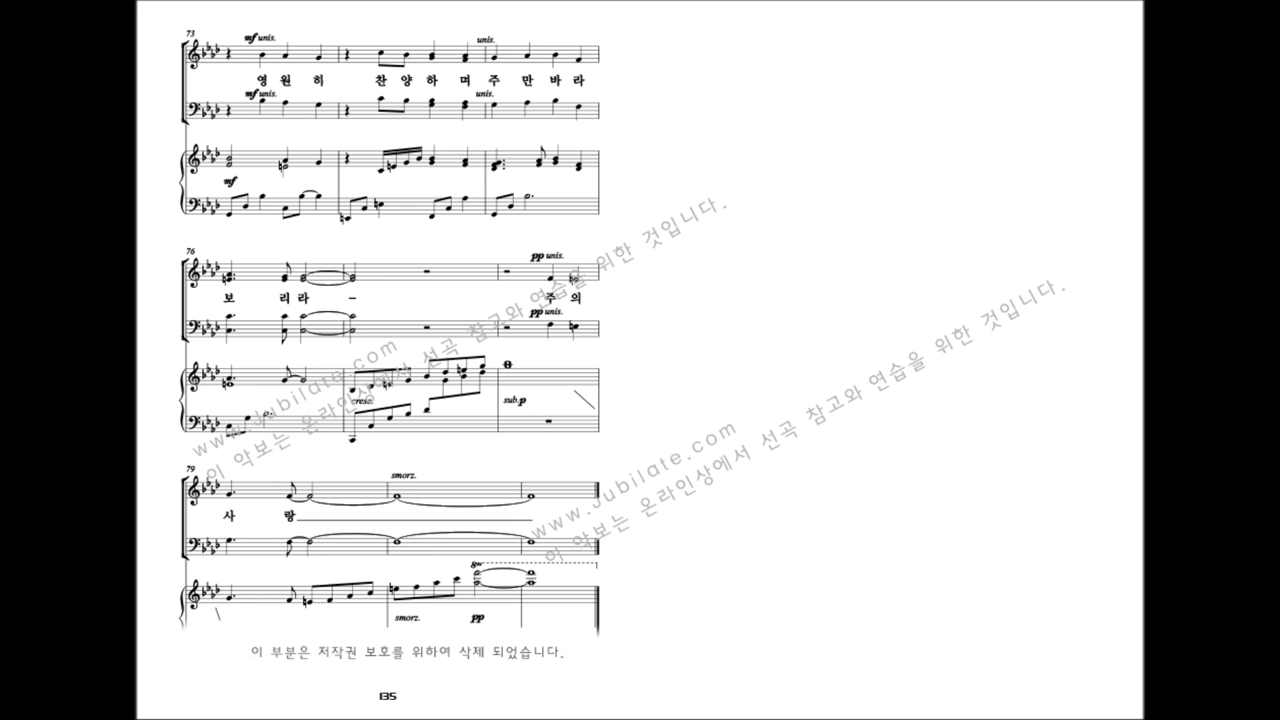 73
mf unis. unis.
영 원 히 찬 양 하 며 주 만 바 라
mf unis. unis.
mf
76
pp unis.
보 리 라 - 주 의
pp unis.
cresc. sub.p
79
smorz.
사 랑
8va
smorz. pp
이 부분은 저작권 보호를 위하여 삭제 되었습니다.
135
www.Jubilate.com
이 악보는 온라인상에서 선곡 참고와 연습을 위한 것입니다.
www.Jubilate.com
이 악보는 온라인상에서 선곡 참고와 연습을 위한 것입니다.